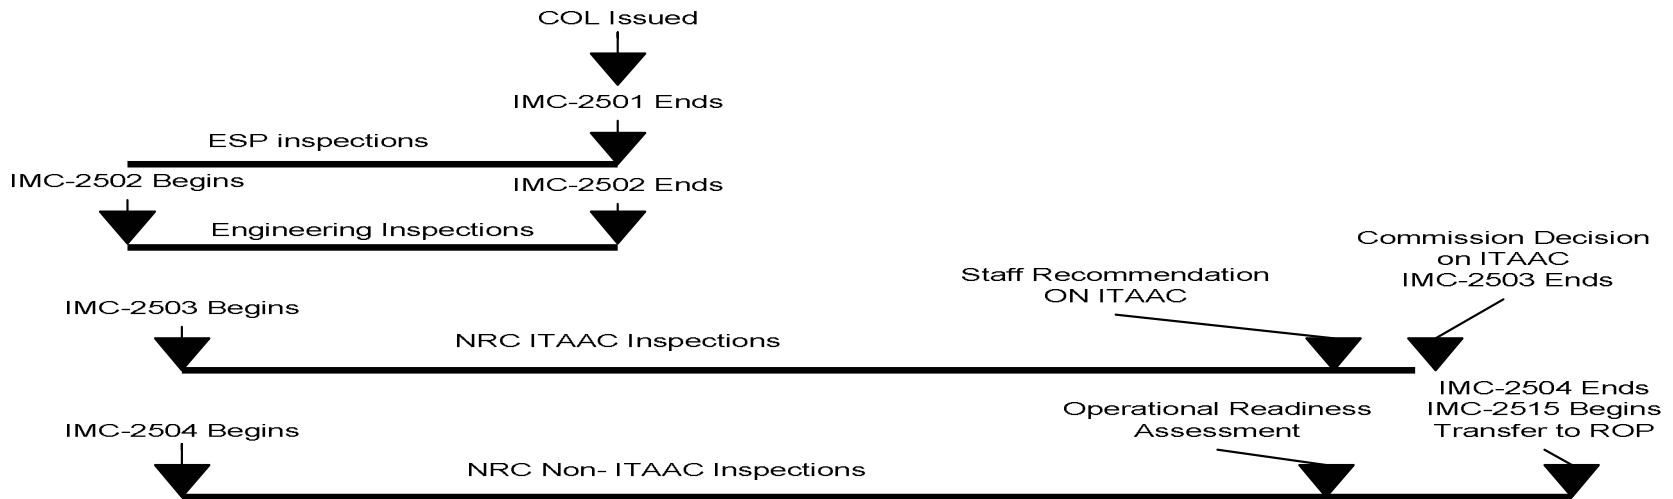 COL Issued
IMC-2501 Ends
ESP inspections
IMC-2502 Begins
IMC-2502 Ends
Engineering Inspections
Commission Decision
on ITAAC
IMC-2503 Ends
Staff Recommendation
ON ITAAC
IMC-2503 Begins
NRC ITAAC Inspections
IMC-2504 Ends
IMC-2515 Begins
Transfer to ROP
Operational Readiness
Assessment
IMC-2504 Begins
NRC Non- ITAAC Inspections